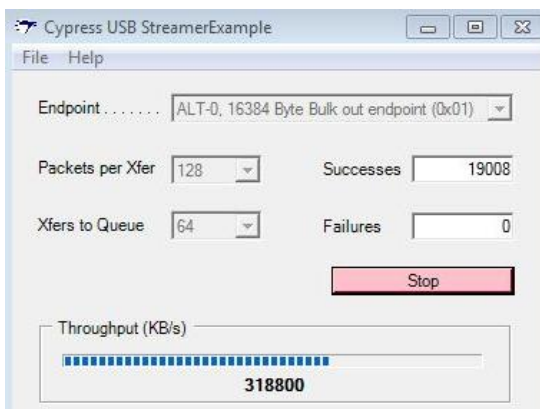 Cypress USB StreamerExample
File Help
Endpoint . . . . . . . ALT-0, 16384 Byte Bulk out endpoint (0x01)
Packets per Xfer 128 Successes 19008
Xfers to Queue 64 Failures 0
Stop
Throughput (KB/s)
318800